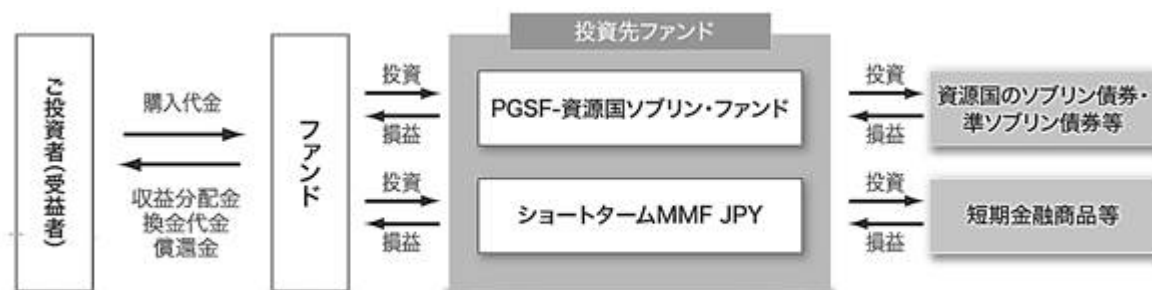 ご投資者(受益者)
購入代金
収益分配金
換金代金
償還金
ファンド
投資
損益
投資
損益
投資先ファンド
PGSF-資源国ソブリン・ファンド
ショートタームMMF JPY
投資
損益
投資
損益
資源国のソブリン債券・
準ソブリン債券等
短期金融商品等